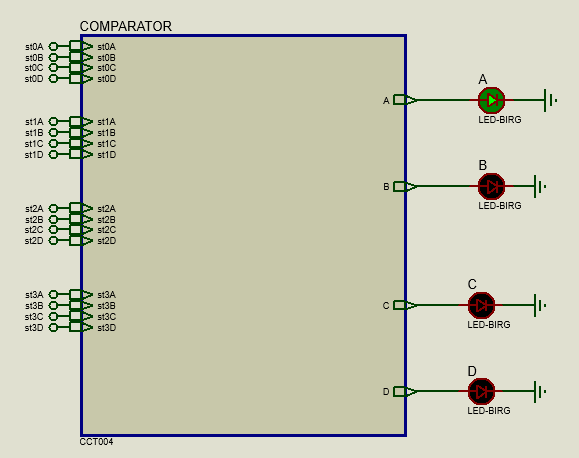 COMPARATOR
st0A st0A
st0B st0B
st0C st0C
st0D st0D
st1A st1A
st1B st1B
st1C st1C
st1D st1D
st2A st2A
st2B st2B
st2C st2C
st2D st2D
st3A st3A
st3B st3B
st3C st3C
st3D st3D
CCT004
A
A
LED-BIRG
B
B
LED-BIRG
C
C
LED-BIRG
D
D
LED-BIRG